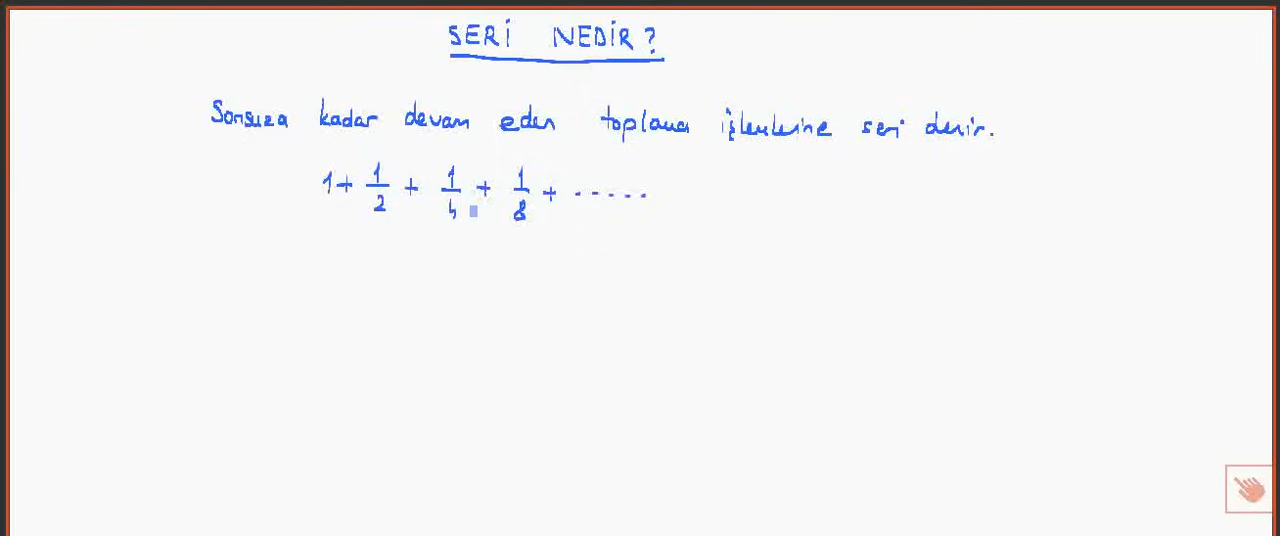 SERİ NEDİR?
Sonsuza kadar devam eden toplama işlemlerine seri denir.
1 + 1/2 + 1/4 + 1/8 + .....